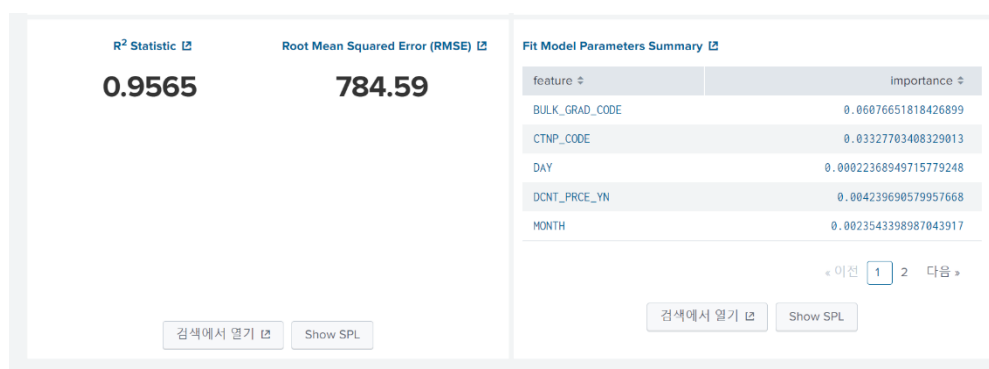 R2 Statistic
0.9565
Root Mean Squared Error (RMSE)
784.59
검색에서 열기
Show SPL
Fit Model Parameters Summary
feature importance
BULK_GRAD_CODE 0.06076651818426899
CTNP_CODE 0.03327703408329013
DAY 0.00022368949715779248
DCNT_PRCE_YN 0.004239690579957668
MONTH 0.0023543398987043917
« 이전 1 2 다음 »
검색에서 열기
Show SPL